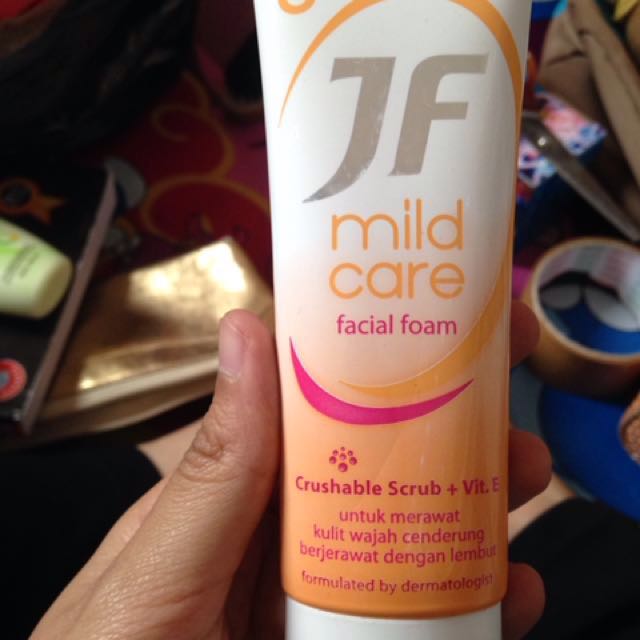 JF
mild
care
facial foam
Crushable Scrub + Vit. E
untuk merawat
kulit wajah cenderung
berjerawat dengan lembut
formulated by dermatologist